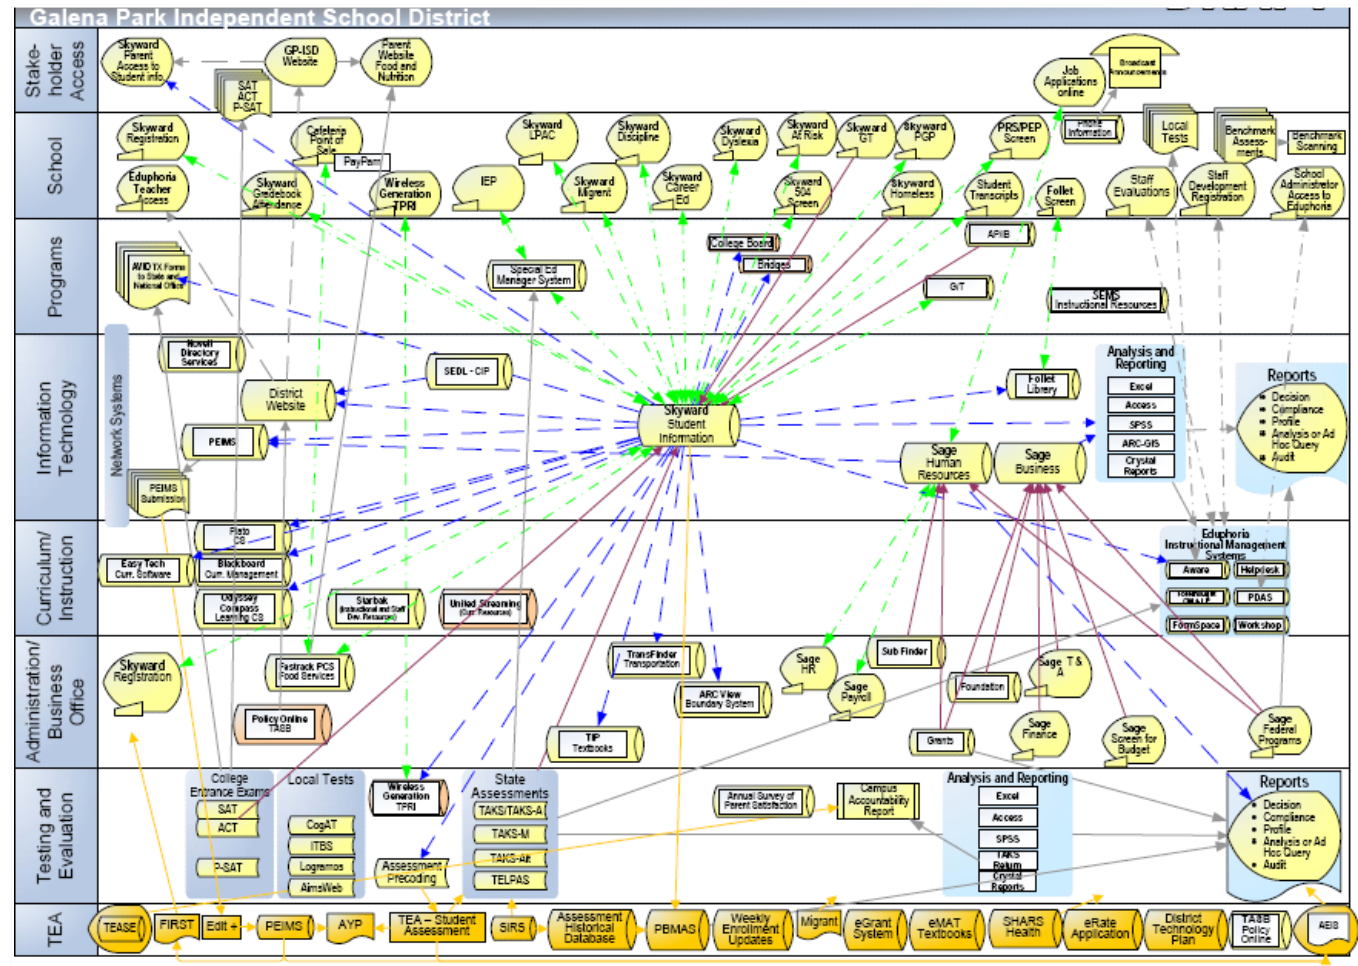 Galena Park Independent School District
Stake-
holder
Access
Skyward
Parent
Access to
Student info.
GP-ISD
Website
Parent
Website
Food and
Nutrition
SAT
ACT
P-SAT
Job
Applications
online
Broadcast
Announcements
School
Skyward
Registration
Cafeteria
Point of
Sale
PayPam
Skyward
LPAC
Skyward
Discipline
Skyward
Dyslexia
Skyward
At Risk
Skyward
GT
Skyward
PGP
PRS/PEP
Screen
Phone
Information
Local
Tests
Benchmark
Assess-
ments
Benchmark
Scanning
Eduphoria
Teacher
Access
Skyward
Gradebook
Attendance
Wireless
Generation
TPRI
IEP
Skyward
Migrent
Skyward
Career
Ed
Skyward
504
Screen
Skyward
Homeless
Student
Transcripts
Follet
Screen
Staff
Evaluations
Staff
Development
Registration
School
Administrator
Access to
Eduphoria
Programs
AVID TX Forms
to State and
National Office
Special Ed
Manager System
College Board
Bridges
AP/IB
G/T
SEMS
Instructional Resources
Information
Technology
Network Systems
Novell
Directory
Services
District
Website
SEDL - CIP
PEIMS
PEIMS
Submission
Skyward
Student
Information
Follet
Library
Sage
Human
Resources
Sage
Business
Analysis and
Reporting
Excel
Access
SPSS
ARC-GIS
Crystal
Reports
Reports
Decision
Compliance
Profile
Analysis or Ad
Hoc Query
Audit
Curriculum/
Instruction
Plato
CS
Easy Tech
Curr. Software
Blackboard
Curr. Management
Odyssey
Compass
Learning CS
Starbak
(Instructional and Staff
Dev. Resources)
United Streaming
(Curr. Resources)
Eduphoria
Instructional Management
Systems
Aware
Helpdesk
PDAS
FormSpace
Workshop
Administration/
Business
Office
Skyward
Registration
Fastrack PCS
Food Services
Policy Online
TASB
TransFinder
Transportation
ARC View
Boundary System
TIP
Textbooks
Sage
HR
Sage
Payroll
Sub Finder
Foundation
Grants
Sage T &
A
Sage
Finance
Sage
Screen for
Budget
Sage
Federal
Programs
Testing and
Evaluation
College
Entrance Exams
SAT
ACT
P-SAT
Local Tests
CogAT
ITBS
Logramos
AimsWeb
Wireless
Generation
TPRI
Assessment
Precoding
State
Assessments
TAKS/TAKS-A
TAKS-M
TAKS-Alt
TELPAS
Annual Survey of
Parent Satisfaction
Campus
Accountability
Report
Analysis and Reporting
Excel
Access
SPSS
TAKS
Return
Crystal
Reports
Reports
Decision
Compliance
Profile
Analysis or Ad
Hoc Query
Audit
TEA
TEASE
FIRST
Edit +
PEIMS
AYP
TEA – Student
Assessment
SIRS
Assessment
Historical
Database
PBMAS
Weekly
Enrollment
Updates
Migrant
eGrant
System
eMAT
Textbooks
SHARS
Health
eRate
Application
District
Technology
Plan
TASB
Policy
Online
AEIS